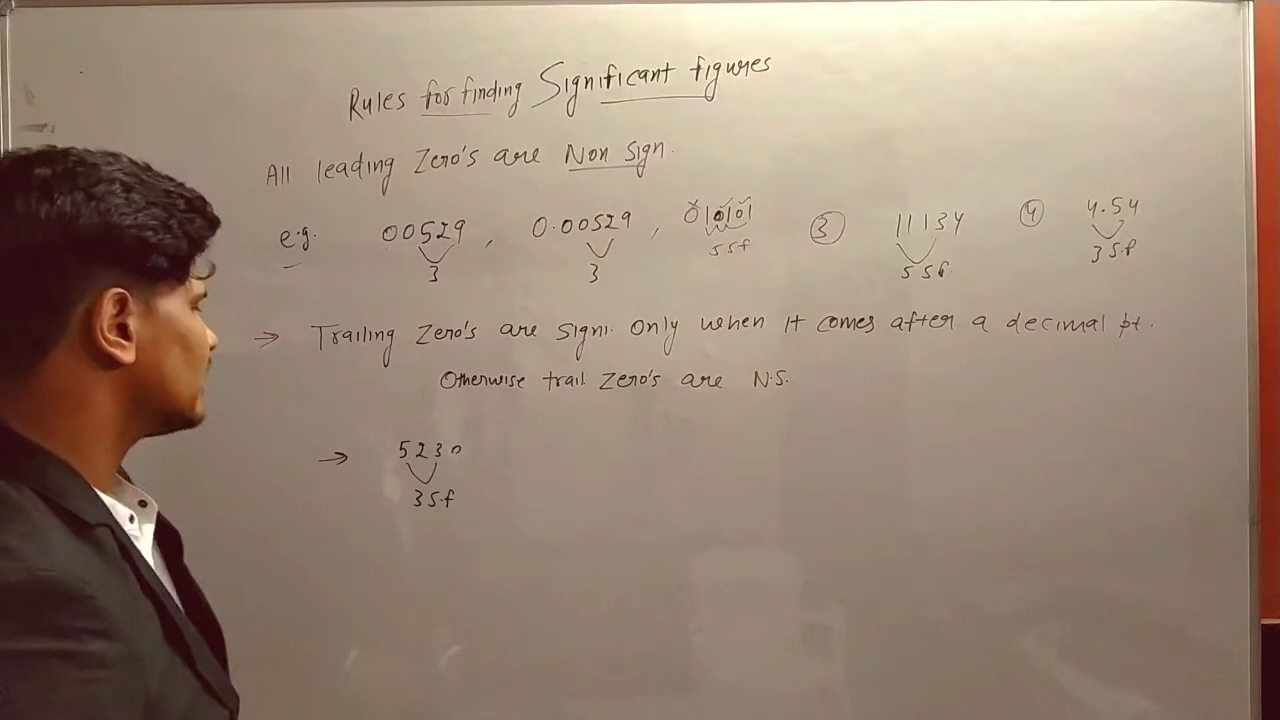 Rules for finding Significant figures
All leading Zero's are Non Sign.
e.g. 00529 , 0.00529 , 010101 ③ 11134 ④ 4.54
3 3 5 s.f 5 s.f. 3 s.f
→ Trailing Zero's are Signi. Only when it comes after a decimal pt.
Otherwise trail. Zero's are N.S.
→ 5230
3 s.f